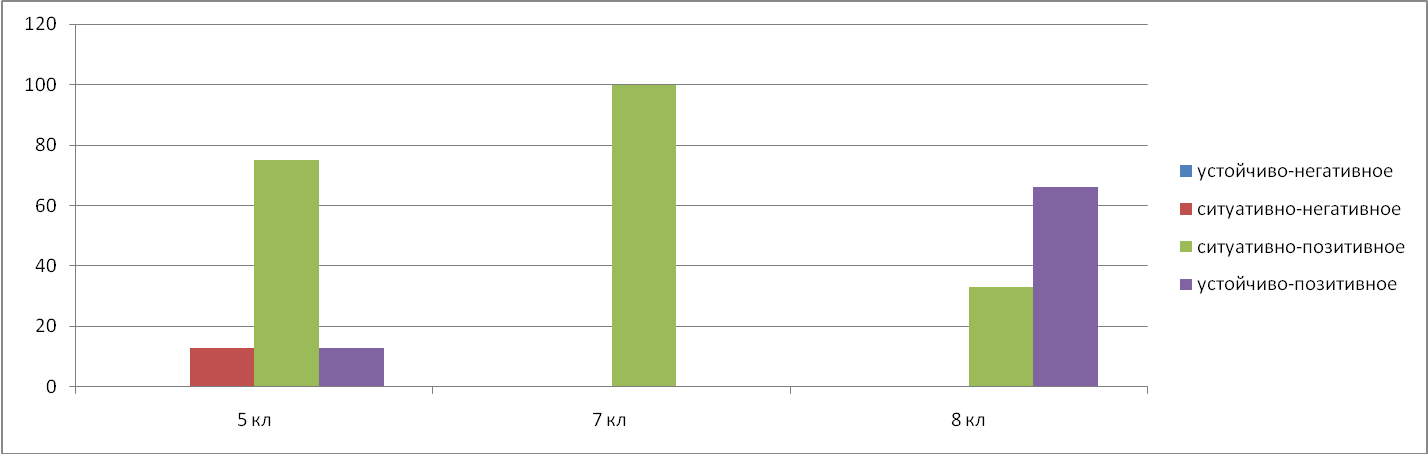 120
100
80
60
40
20
0
5 кл
7 кл
8 кл
устойчиво-негативное
ситуативно-негативное
ситуативно-позитивное
устойчиво-позитивное